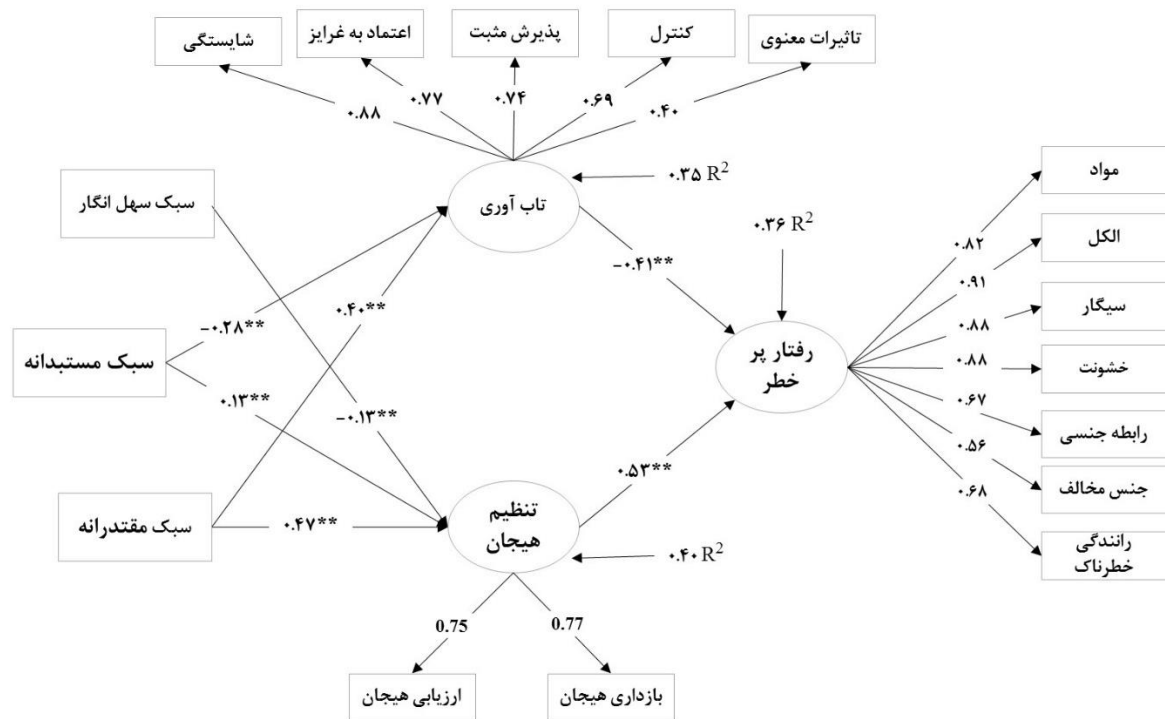 شایستگی
اعتماد به غرایز
پذیرش مثبت
کنترل
تاثیرات معنوی
۰.۸۸
۰.۷۷
۰.۷۴
۰.۶۹
۰.۴۰
تاب آوری
۰.۳۵ R²
سبک سهل انگار
سبک مستبدانه
سبک مقتدرانه
-۰.۲۸**
۰.۴۰**
۰.۱۳**
-۰.۱۳**
۰.۴۷**
-۰.۴۱**
۰.۵۳**
۰.۳۶ R²
رفتار پر
خطر
تنظیم
هیجان
۰.۴۰ R²
0.75
0.77
ارزیابی هیجان
بازداری هیجان
۰.۸۲
۰.۹۱
۰.۸۸
۰.۸۸
۰.۶۷
۰.۵۶
۰.۶۸
مواد
الکل
سیگار
خشونت
رابطه جنسی
جنس مخالف
رانندگی
خطرناک